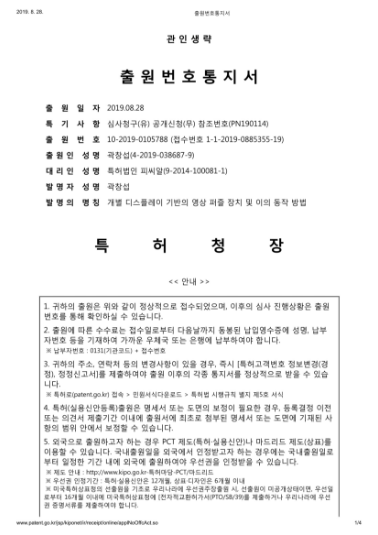 2019. 8. 28.
출원번호통지서
관 인 생 략
출 원 번 호 통 지 서
출 원 일 자 2019.08.28
특 기 사 항 심사청구(유) 공개신청(무) 참조번호(PN190114)
출 원 번 호 10-2019-0105788 (접수번호 1-1-2019-0885355-19)
출 원 인 성 명 곽창섭(4-2019-038687-9)
대 리 인 성 명 특허법인 피씨알(9-2014-100081-1)
발 명 자 성 명 곽창섭
발 명 의 명 칭 개별 디스플레이 기반의 영상 퍼즐 장치 및 이의 동작 방법
특 허 청 장
<< 안내 >>
1. 귀하의 출원은 위와 같이 정상적으로 접수되었으며, 이후의 심사 진행상황은 출원
번호를 통해 확인하실 수 있습니다.
2. 출원에 따른 수수료는 접수일로부터 다음날까지 동봉된 납입영수증에 성명, 납부
자번호 등을 기재하여 가까운 우체국 또는 은행에 납부하여야 합니다.
※ 납부자번호 : 0131(기관코드) + 접수번호
3. 귀하의 주소, 연락처 등의 변경사항이 있을 경우, 즉시 [특허고객번호 정보변경(경
정), 정정신고서]를 제출하여야 출원 이후의 각종 통지서를 정상적으로 받을 수 있습
니다.
※ 특허로(patent.go.kr) 접속 > 민원서식다운로드 > 특허법 시행규칙 별지 제5호 서식
4. 특허(실용신안등록)출원은 명세서 또는 도면의 보정이 필요한 경우, 등록결정 이전
또는 의견서 제출기간 이내에 출원서에 최초로 첨부된 명세서 또는 도면에 기재된 사
항의 범위 안에서 보정할 수 있습니다.
5. 외국으로 출원하고자 하는 경우 PCT 제도(특허·실용신안)나 마드리드 제도(상표)를
이용할 수 있습니다. 국내출원일을 외국에서 인정받고자 하는 경우에는 국내출원일로
부터 일정한 기간 내에 외국에 출원하여야 우선권을 인정받을 수 있습니다.
※ 제도 안내 : http://www.kipo.go.kr-특허마당-PCT/마드리드
※ 우선권 인정기간 : 특허·실용신안은 12개월, 상표·디자인은 6개월 이내
※ 미국특허상표청의 선출원을 기초로 우리나라에 우선권주장출원 시, 선출원이 미공개상태이면, 우선일
로부터 16개월 이내에 미국특허상표청에 [전자적교환허가서(PTO/SB/39)를 제출하거나 우리나라에 우선
권 증명서류를 제출하여야 합니다.
www.patent.go.kr/jsp/kiponet/ir/receipt/online/applNoOffcAct.so
1/4